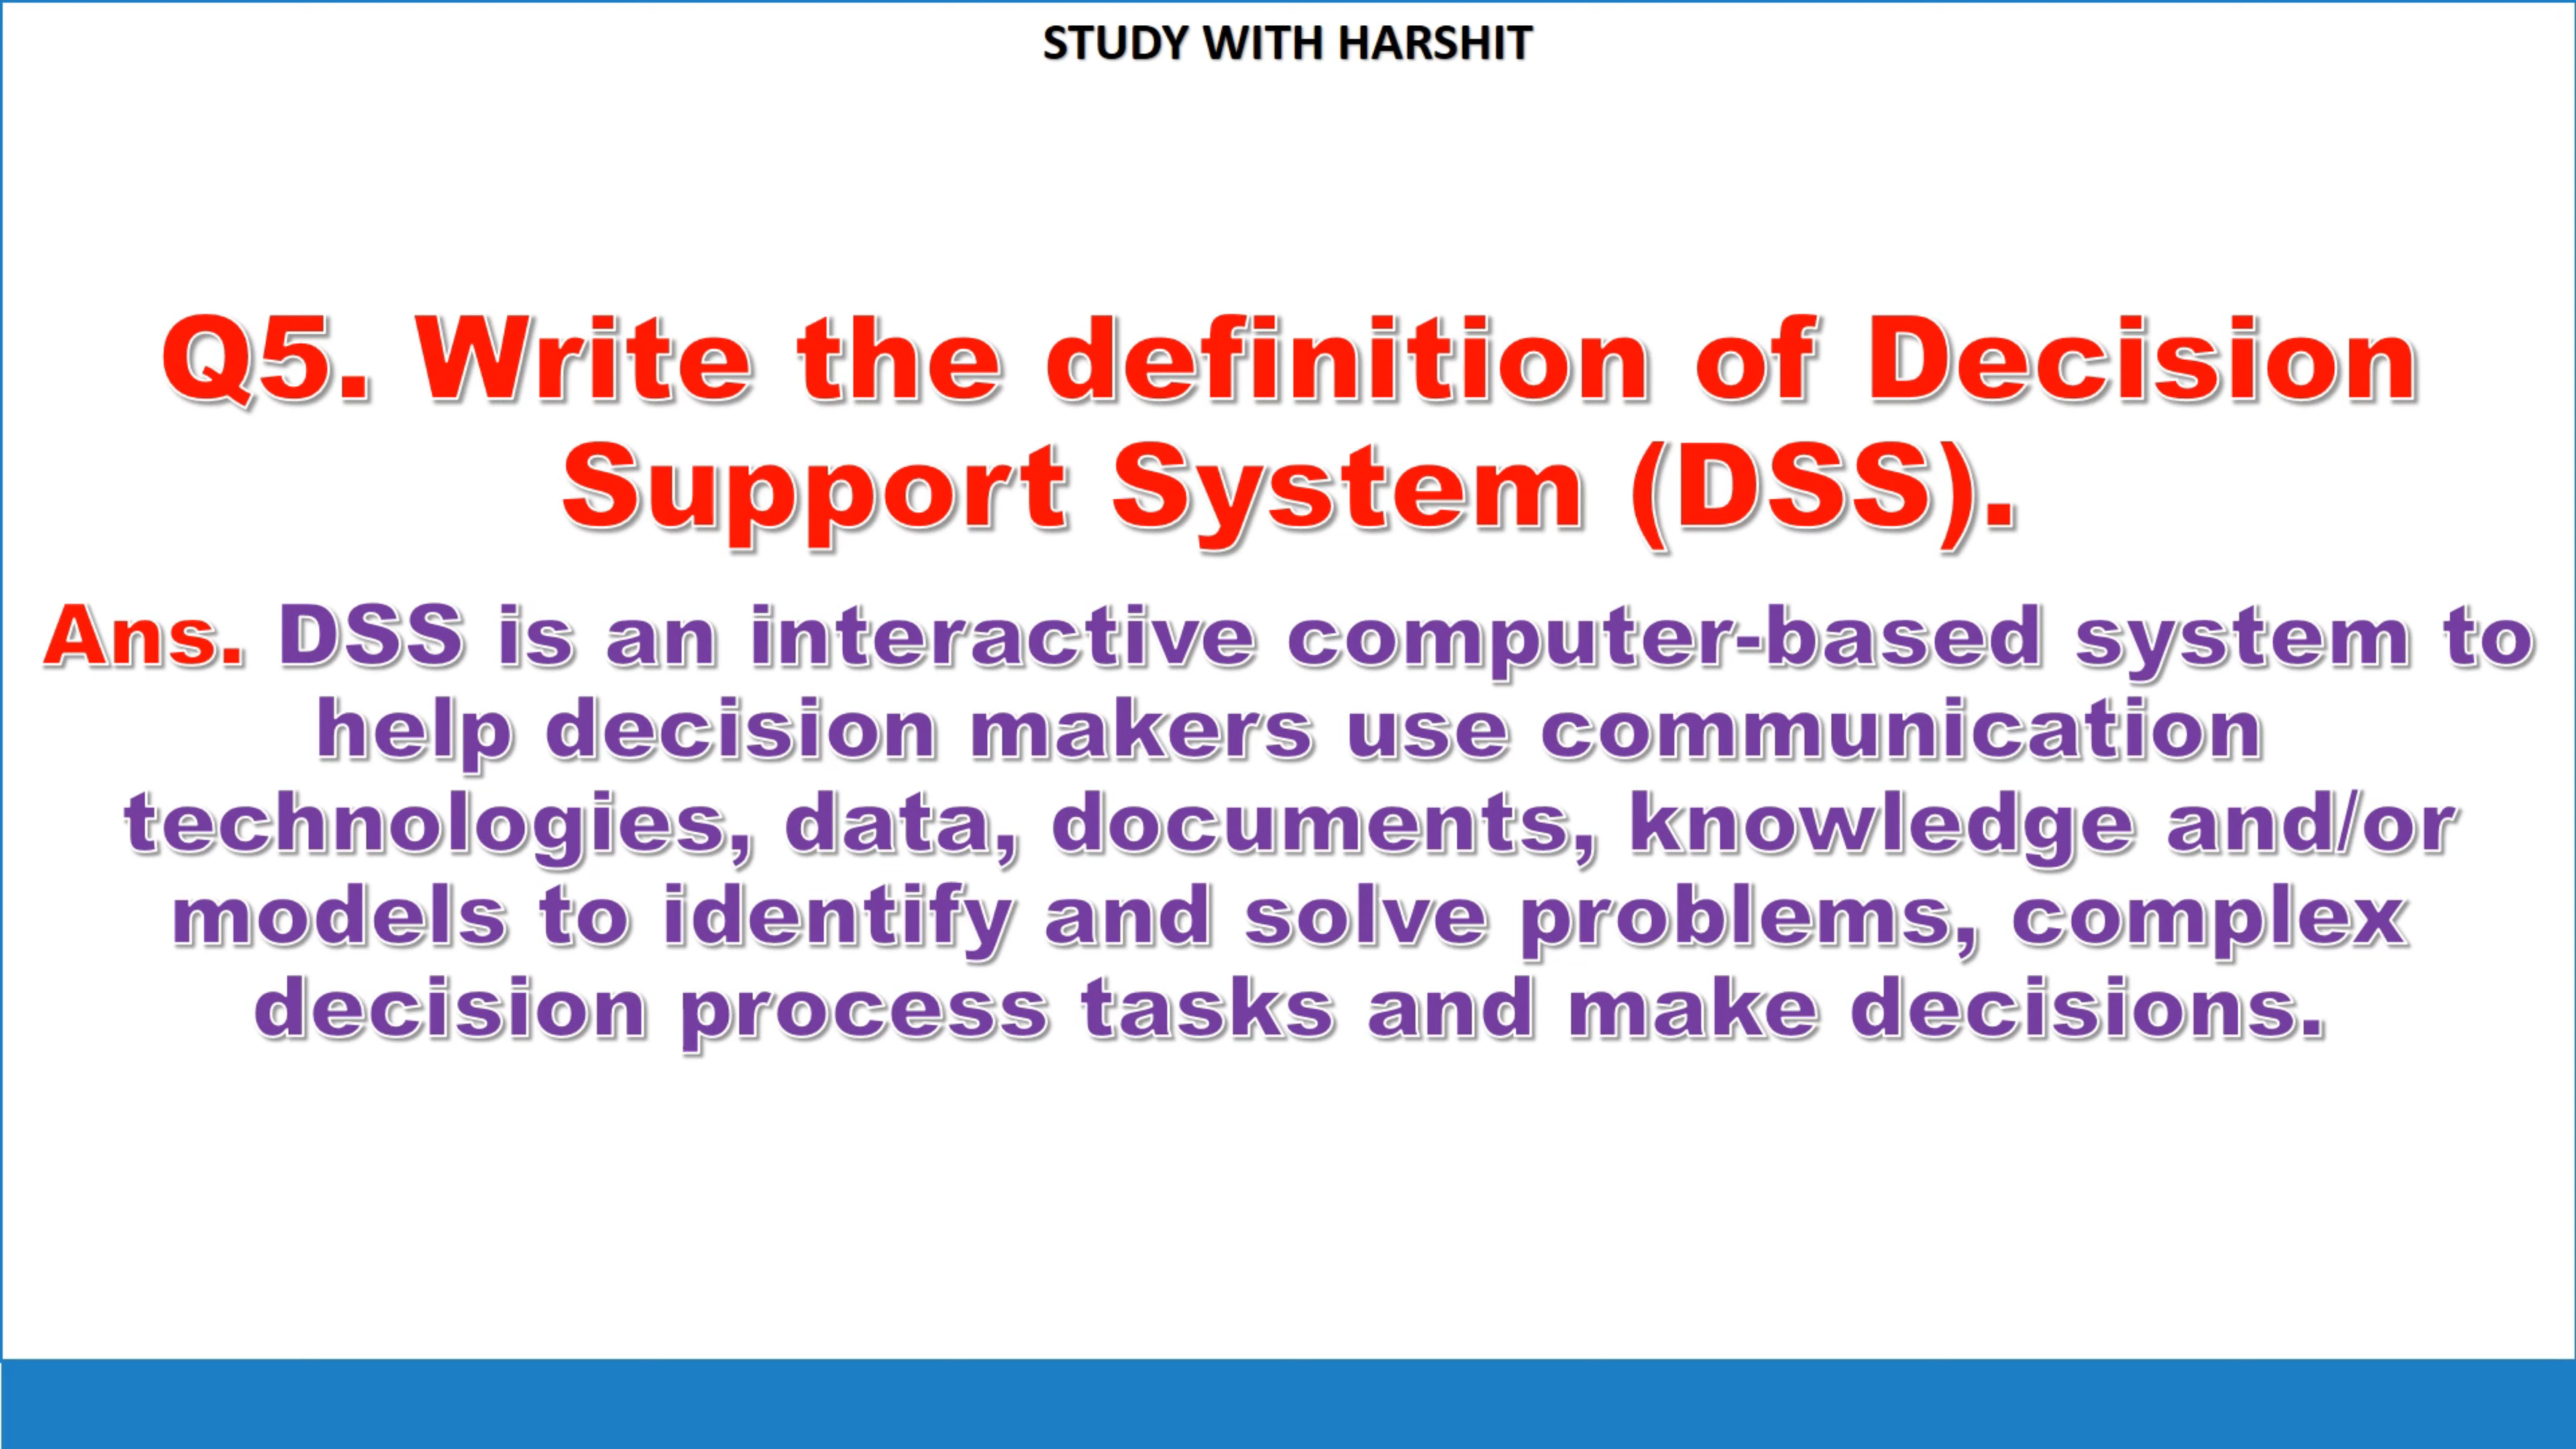 STUDY WITH HARSHIT
Q5. Write the definition of Decision
Support System (DSS).
Ans. DSS is an interactive computer-based system to
help decision makers use communication
technologies, data, documents, knowledge and/or
models to identify and solve problems, complex
decision process tasks and make decisions.